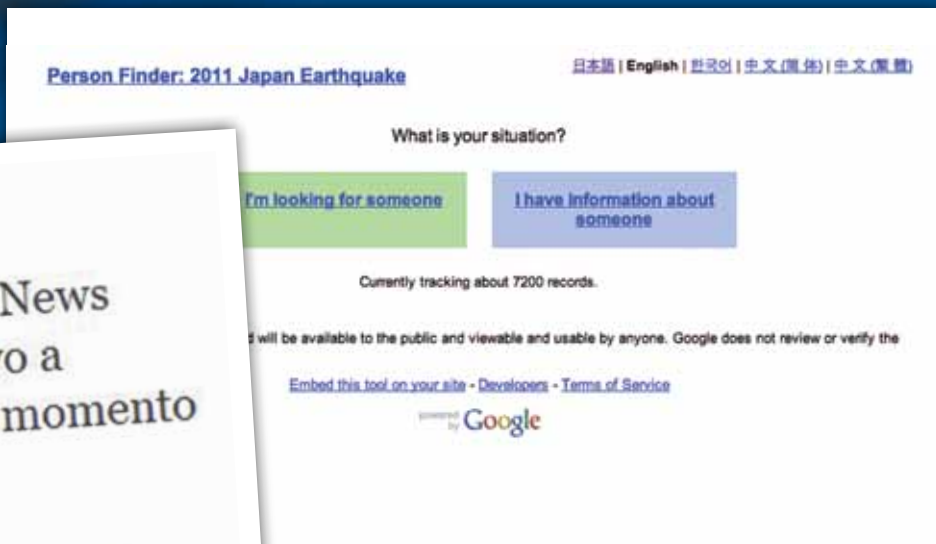 Person Finder: 2011 Japan Earthquake
日本語 | English | 한국어 | 中文(简体) | 中文(繁體)
What is your situation?
I'm looking for someone
I have information about
someone
Currently tracking about 7200 records.
will be available to the public and viewable and usable by anyone. Google does not review or verify the
Embed this tool on your site - Developers - Terms of Service
powered
by Google
News
o a
momento